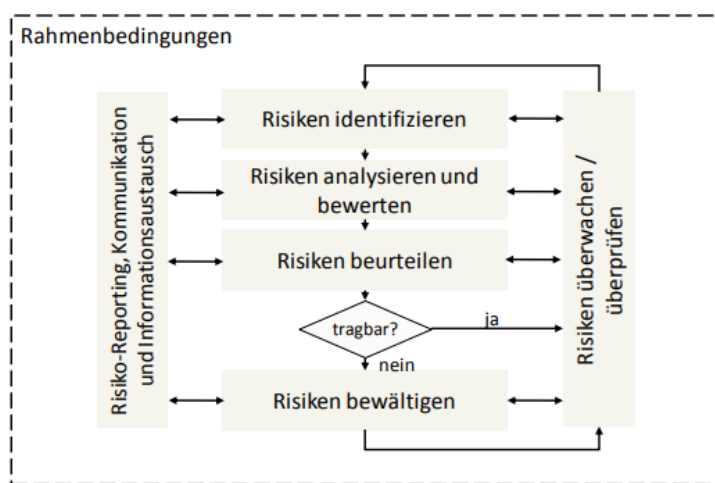 Rahmenbedingungen
Risiken identifizieren
Risiken analysieren und
bewerten
Risiken beurteilen
tragbar?
ja
nein
Risiken bewältigen
Risiko-Reporting, Kommunikation
und Informationsaustausch
Risiken überwachen /
überprüfen